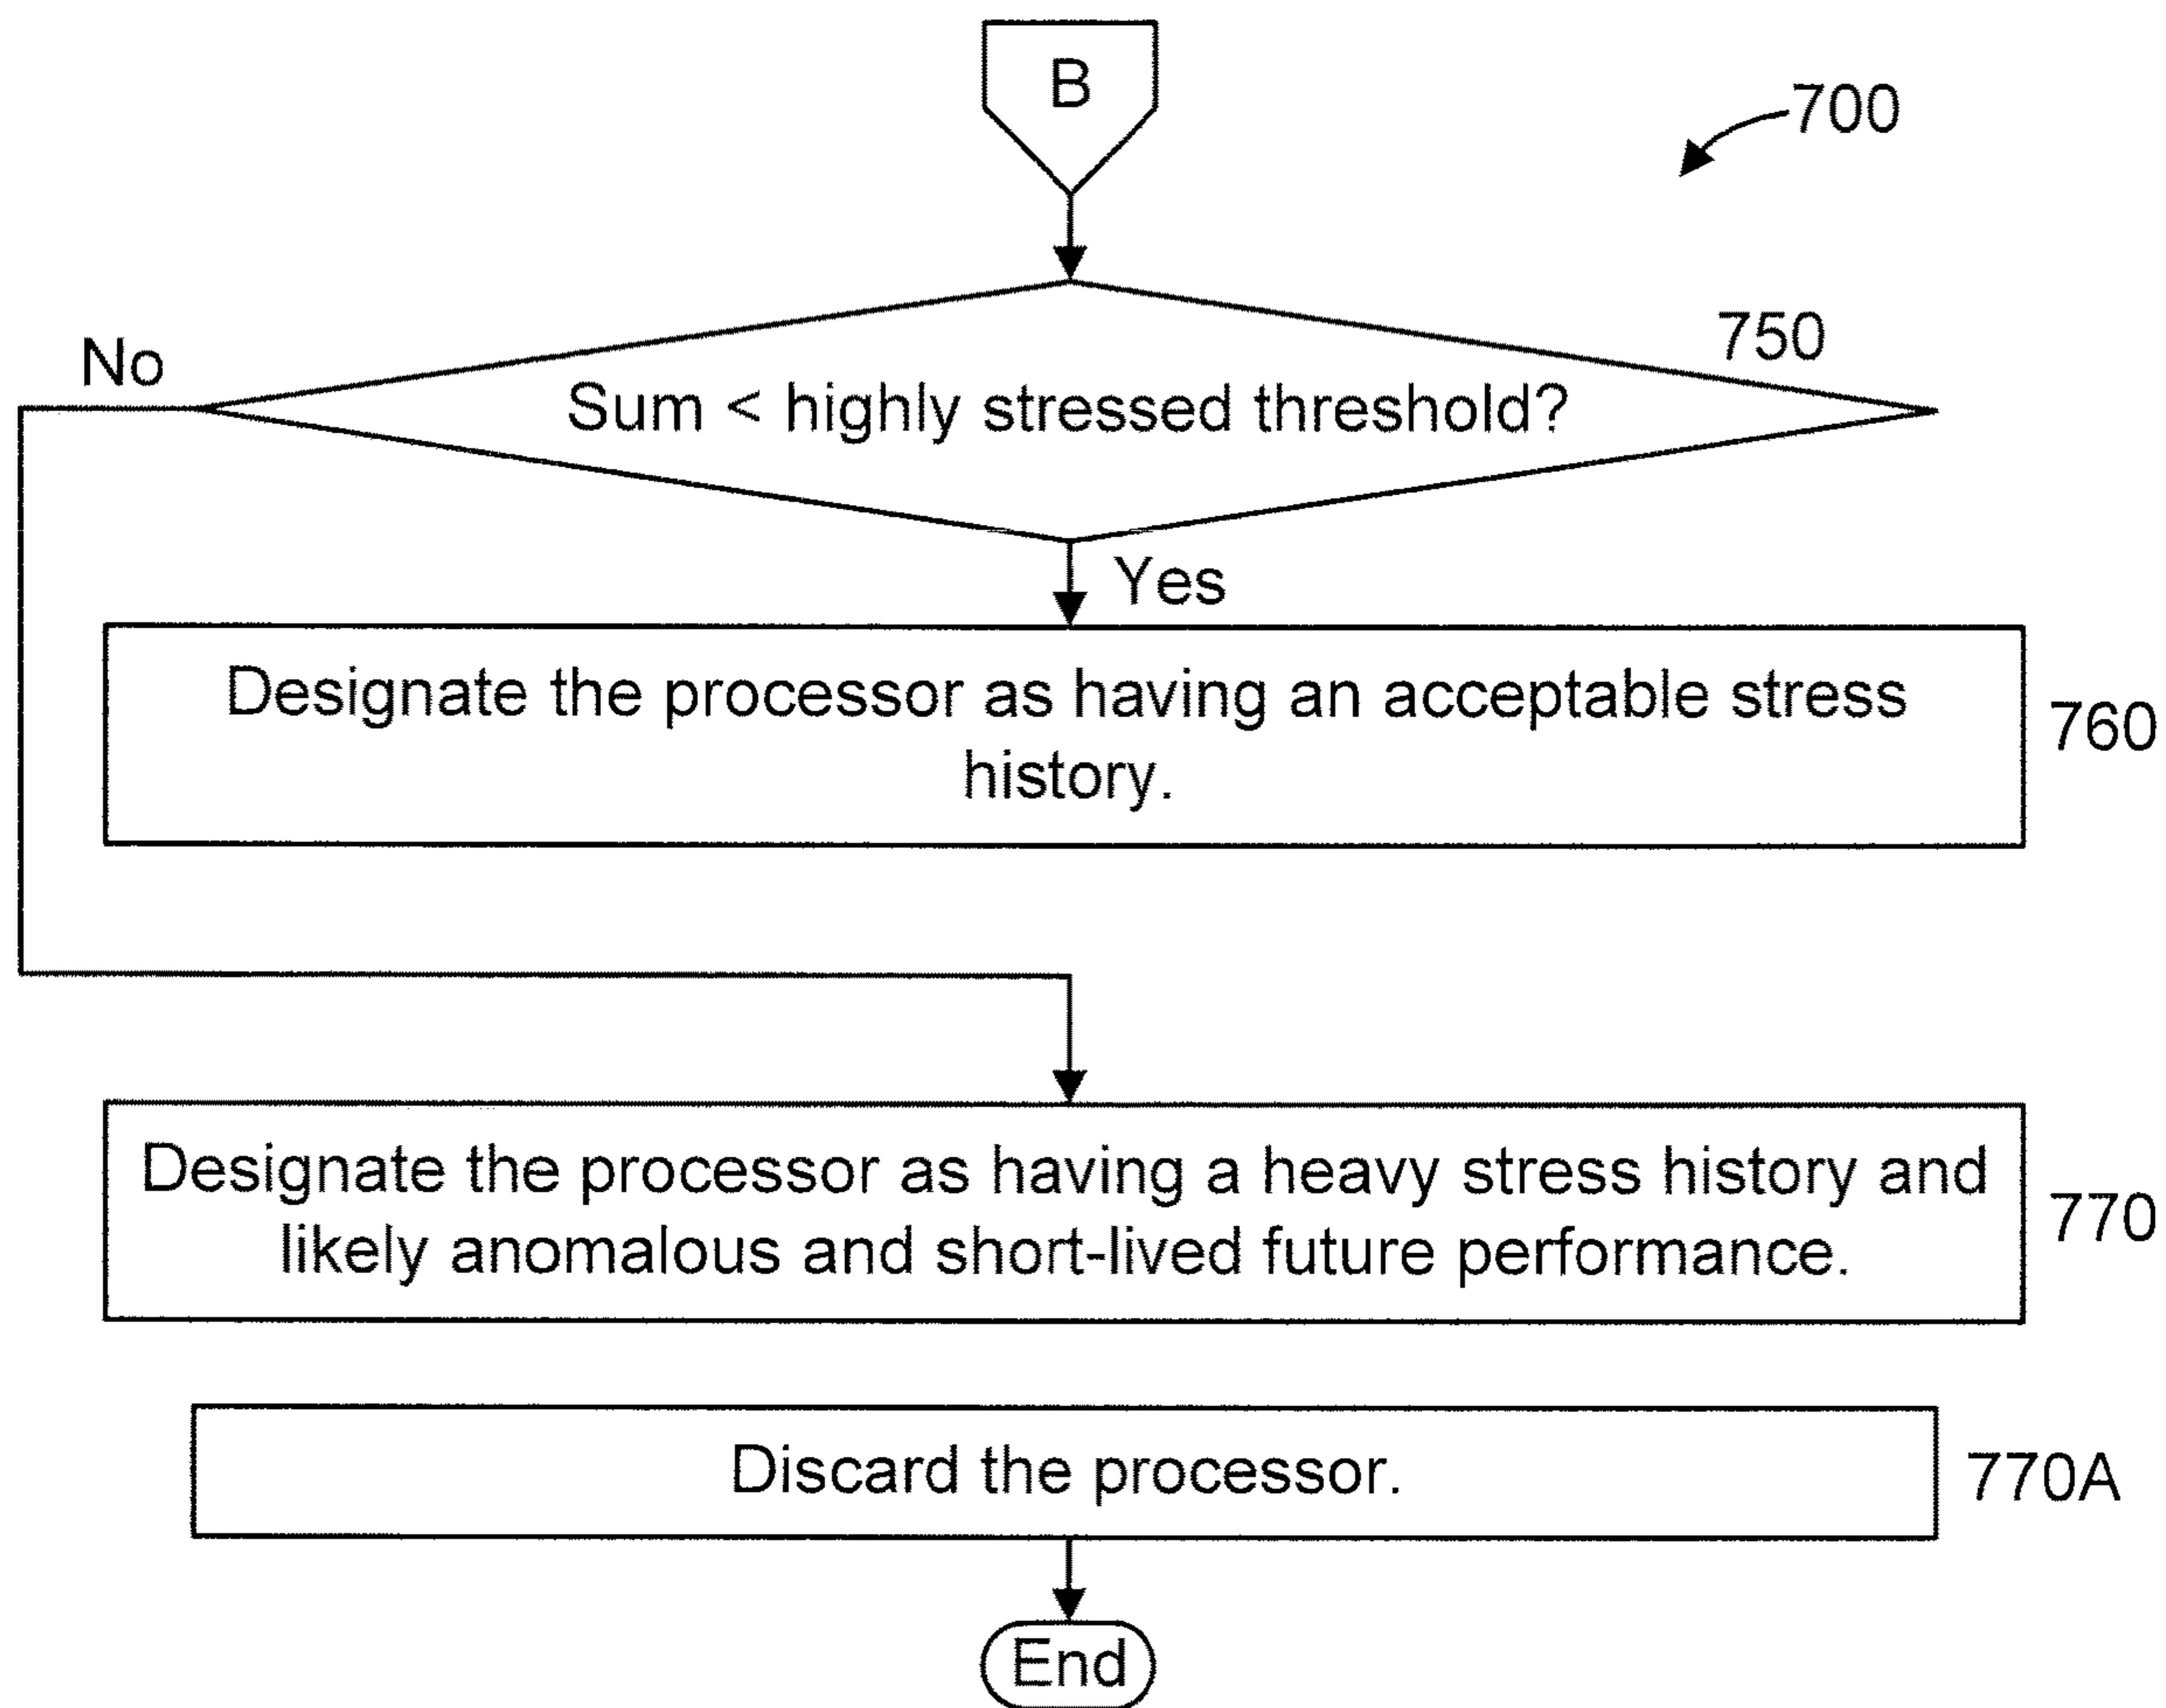 B
700
750
No
Sum < highly stressed threshold?
Yes
Designate the processor as having an acceptable stress
history.
760
Designate the processor as having a heavy stress history and
likely anomalous and short-lived future performance.
770
Discard the processor.
770A
End